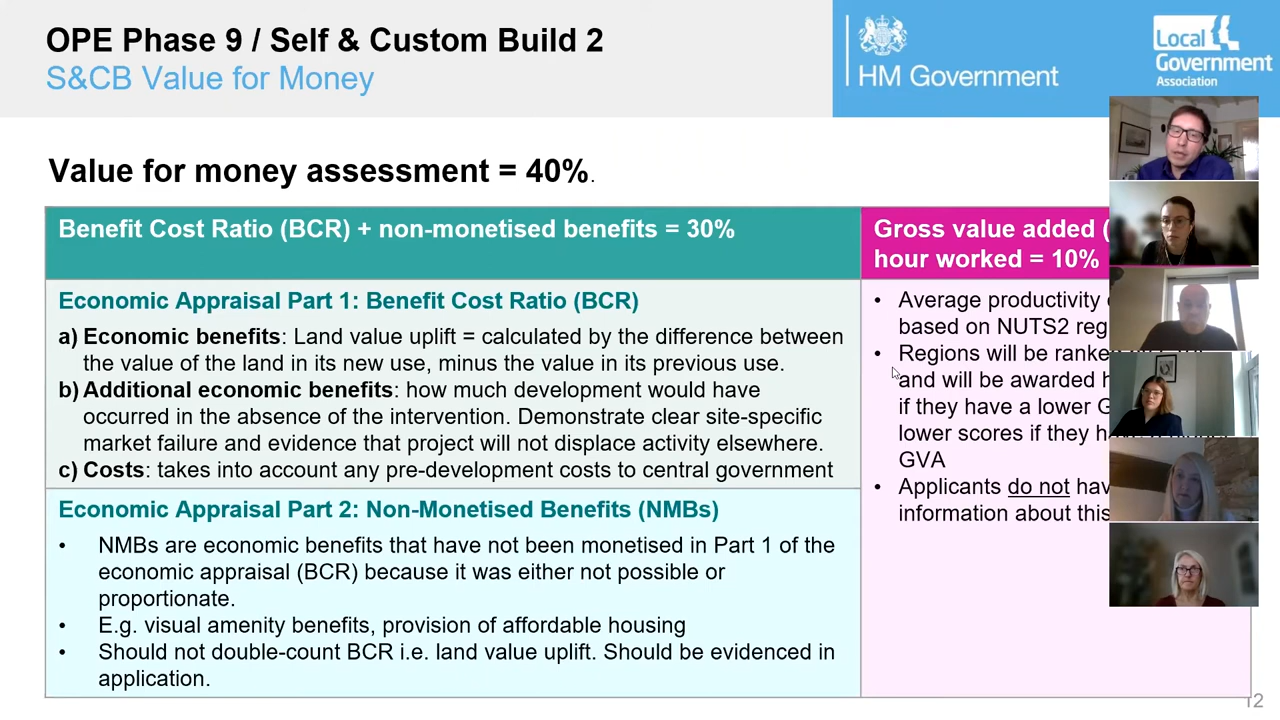 OPE Phase 9 / Self & Custom Build 2
S&CB Value for Money
HM Government
Local
Government
Association
Value for money assessment = 40%.
Benefit Cost Ratio (BCR) + non-monetised benefits = 30%
Economic Appraisal Part 1: Benefit Cost Ratio (BCR)
a) Economic benefits: Land value uplift = calculated by the difference between
the value of the land in its new use, minus the value in its previous use.
b) Additional economic benefits: how much development would have
occurred in the absence of the intervention. Demonstrate clear site-specific
market failure and evidence that project will not displace activity elsewhere.
c) Costs: takes into account any pre-development costs to central government
Economic Appraisal Part 2: Non-Monetised Benefits (NMBs)
• NMBs are economic benefits that have not been monetised in Part 1 of the
economic appraisal (BCR) because it was either not possible or
proportionate.
• E.g. visual amenity benefits, provision of affordable housing
• Should not double-count BCR i.e. land value uplift. Should be evidenced in
application.
Gross value added (
hour worked = 10%
• Average productivity
based on NUTS2
• Regions will be
and will be awarded
if they have a lower
lower scores if they
GVA
• Applicants do not
information about this
12